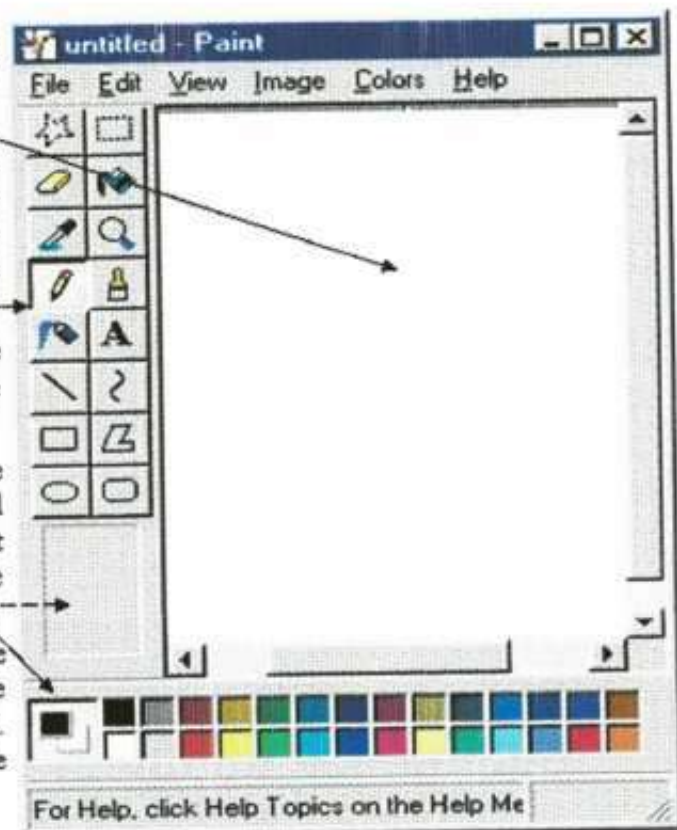 untitled - Paint
File Edit View Image Colors Help
A
For Help, click Help Topics on the Help Me